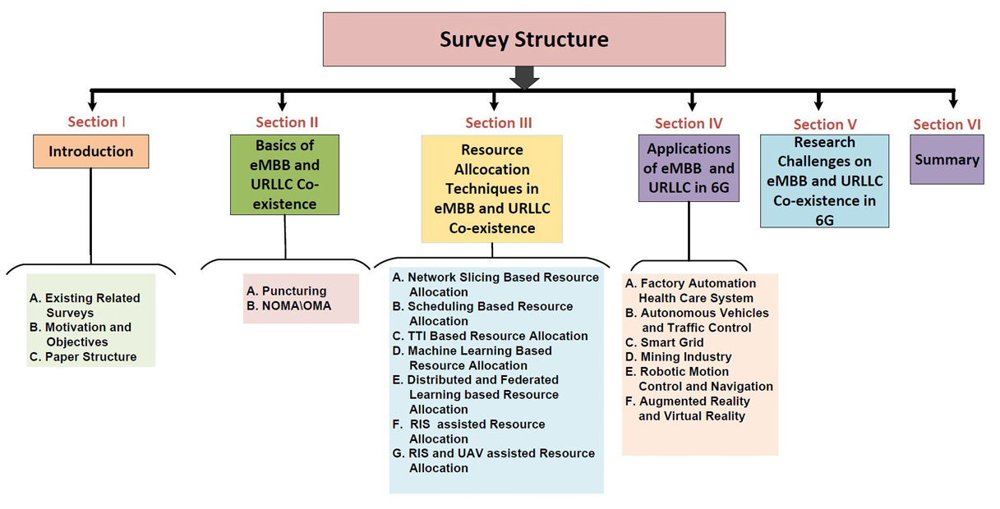 Survey Structure
Section I
Introduction
A. Existing Related
Surveys
B. Motivation and
Objectives
C. Paper Structure
Section II
Basics of
eMBB and
URLLC Co-
existence
A. Puncturing
B. NOMA\OMA
Section III
Resource
Allcocation
Techniques in
eMBB and URLLC
Co-existence
A. Network Slicing Based Resource
Allocation
B. Scheduling Based Resource
Allocation
C. TTI Based Resource Allocation
D. Machine Learning Based
Resource Allocation
E. Distributed and Federated
Learning based Resource
Allocation
F. RIS assisted Resource
Allocation
G. RIS and UAV assisted Resource
Allocation
Section IV
Applications
of eMBB and
URLLC in 6G
A. Factory Automation
Health Care System
B. Autonomous Vehicles
and Traffic Control
C. Smart Grid
D. Mining Industry
E. Robotic Motion
Control and Navigation
F. Augmented Reality
and Virtual Reality
Section V
Research
Challenges on
eMBB and URLLC
Co-existence in
6G
Section VI
Summary